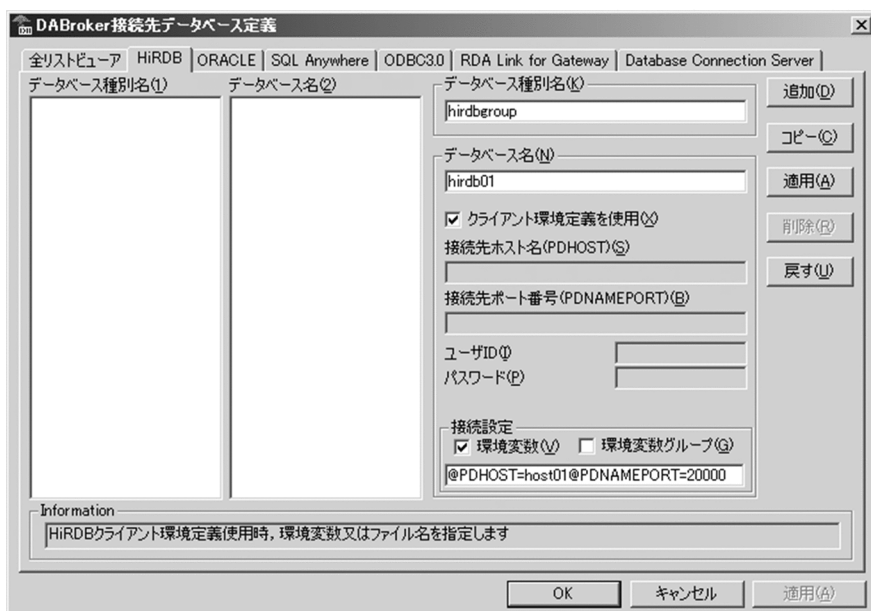 DABroker接続先データベース定義
全リストビューア HiRDB ORACLE SQL Anywhere ODBC3.0 RDA Link for Gateway Database Connection Server
データベース種別名(1)
データベース名(2)
データベース種別名(K)
hirdbgroup
データベース名(N)
hirdb01
クライアント環境定義を使用(X)
接続先ホスト名(PDHOST)(S)
接続先ポート番号(PDNAMEPORT)(B)
ユーザID(I)
パスワード(P)
接続設定
環境変数(V) 環境変数グループ(G)
@PDHOST=host01@PDNAMEPORT=20000
追加(D)
コピー(C)
適用(A)
削除(R)
戻す(U)
Information
HiRDBクライアント環境定義使用時，環境変数又はファイル名を指定します
OK キャンセル 適用(A)